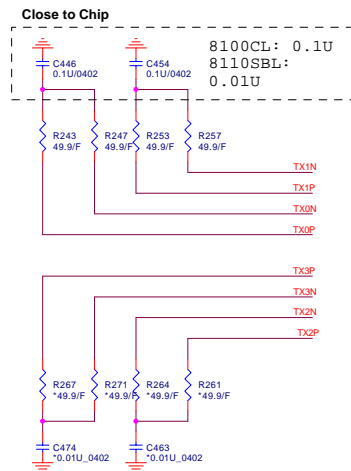 Close to Chip
8100CL: 0.1U
8110SBL:
0.01U
C446
0.1U/0402
C454
0.1U/0402
R243
49.9/F
R247
49.9/F
R253
49.9/F
R257
49.9/F
TX1N
TX1P
TX0N
TX0P
TX3P
TX3N
TX2N
TX2P
R267
*49.9/F
R271
*49.9/F
R264
*49.9/F
R261
*49.9/F
C474
*0.01U_0402
C463
*0.01U_0402